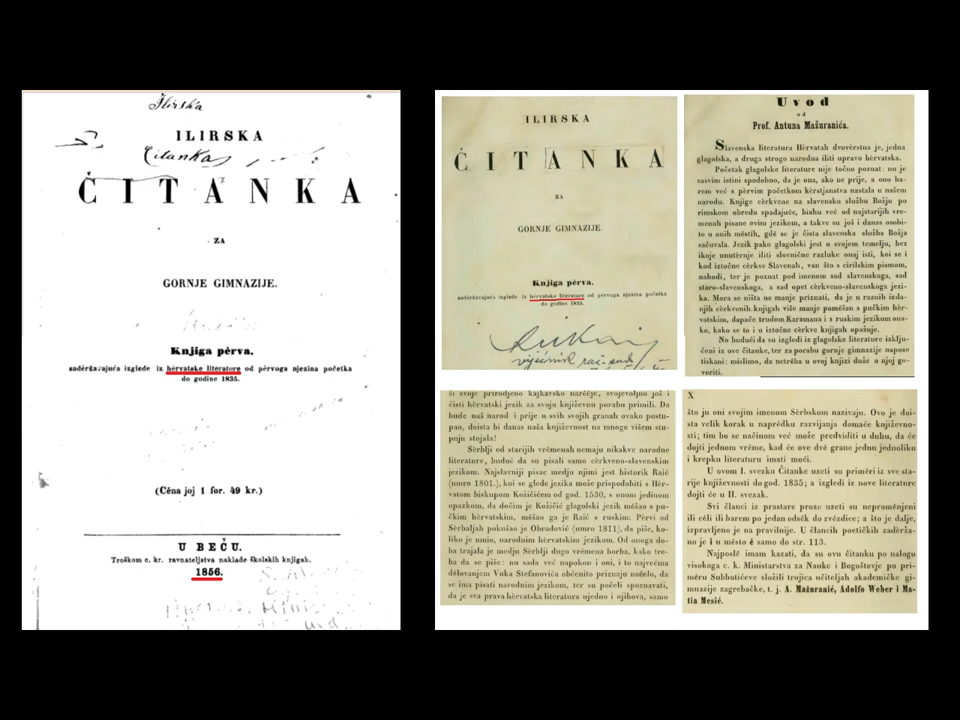 Ilirska
ILIRSKA
Čitanka
ČITANKA
ZA
GORNJE GIMNAZIJE.
Knjiga pèrva.
sadèržavajuća izglede iz hèrvatske literature od pèrvoga njezina početka
do godine 1835.
(Cěna joj 1 for. 49 kr.)
U BEČU.
Troškom c. kr. ravnateljstva naklade školskih knjigah.
1856.
ILIRSKA
ČITANKA
ZA
GORNJE GIMNAZIJE.
Knjiga pèrva.
sadèržavajuća izglede iz hèrvatske literature od pèrvoga njezina početka
do godine 1835.
Uvod
od
Prof. Antuna Mažuranića.
Slavenska literatura Hèrvatah dvovèrstna je, jedna
glagolska, a druga strogo narodna iliti upravo hèrvatska.
Početak glagolske literature nije točno poznat: nu je
sasvim istini spodobno, da je ona, ako ne prije, a ono ba-
rem već s pèrvim početkom kèrstjanstva nastala u našem
narodu. Knjige cèrkvene na slavensku službu Božju po
rimskom obredu spadajuće, biahu već od najstarijih vre-
menah pisane ovim jezikom, a takve su još i danas osobi-
to u onih městih, gdě se je čista slavenska služba Božja
sačuvala. Jezik pako glagolski jest u svojem temelju, bez
ikoje unutèruje iliti slovnične razluke onaj isti, koi se i
kod iztočne cèrkve Slavenah, van što s cirilskim pismom,
nahodi, ter je poznat pod imenom sad slavenskoga, sad
staro-slavenskoga, a sad opet cèrkveno-slavenskoga jezi-
ka. Mora se ništa ne manje priznati, da je u raznih izda-
njih cèrkvenih knjigah više manje poměšan s pučkim hèr-
vatskim, dapače trudom Karamana i s ruskim jezikom ona-
ko, kako se to i u iztočne cèrkve knjigah opažuje.
No budući da su izgledi iz glagolske literature izklju-
čeni iz ove čitanke, ter za porabu gornje gimnazije napose
tiskani: mislimo, da netrěba u ovoj knjizi duže o njoj go-
voriti.
ši svoje prirodjeno kajkavsko narěčje, svojevoljno još i
čisti hèrvatski jezik za svoju književnu porabu primili. Da
bude naš narod i prije u svih svojih granah ovako postu-
pao, doista bi danas naša književnost na mnogo višem stu-
pnju stojala!
Sèrblji od starijih vrěmenah nemaju nikakve narodne
literature, budući da su pisali samo cèrkveno-slavenskim
jezikom. Najslavniji pisac medju njimi jest historik Raić
(umro 1801.), koi se glede jezika može prispodobiti s Hèr-
vatom biskupom Kožičićem od god. 1530, s onom jedinom
opazkom, da dočim je Kožičić glagolski jezik měšao s pu-
čkim hèrvatskim, měšao ga je Raić s ruskim. Pèrvi od
Sèrbaljah pokušao je Obradović (umro 1811), da piše, ko-
liko je umio, narodnim hèrvatskim jezikom. Od onoga do-
ba trajala je medju Sèrblji dugo vrěmena borba, kako trě-
ba da se piše: nu sada već napokon i oni, i to najvećma
dělovanjem Vuka Stefanovića obćenito priznaju načelo, da
se ima pisati narodnim jezikom, ter su počeli spoznavati,
da je sva prava hèrvatska literatura ujedno i njihova, samo
X
što ju oni svojim imenom Sèrbskom nazivaju. Ovo je doi-
sta velik korak u naprědku razvijanja domaće književno-
sti; tim bo se načinom već može predviditi u duhu, da će
dojti jednom vrěme, kad će ove dvě grane jednu jednoliku
i krepku literaturu imati moći.
U ovom I. svezku Čitanke uzeti su priměri iz sve sta-
rije književnosti do god. 1835; a izgledi iz nove literature
dojti će u II. svezak.
Svi članci iz prastare proze uzeti su nepromějeni
ili cěli ili barem po jedan odsěk do zvězdice; a što je dalje,
izpravljeno je na pravilnije. U člancih poetičkih zadèrža-
no je i u město ě samo do str. 113.
Najposlě imam kazati, da su ovu čitanku po nalogu
visokoga c. k. Ministarstva za Nauke i Bogoštovje po pri-
měru Subbotićeve složili trojica učiteljah akademičke gi-
mnazije zagrebačke, t. j. A. Mažuranić, Adolfo Weber i Ma-
tia Mesić.